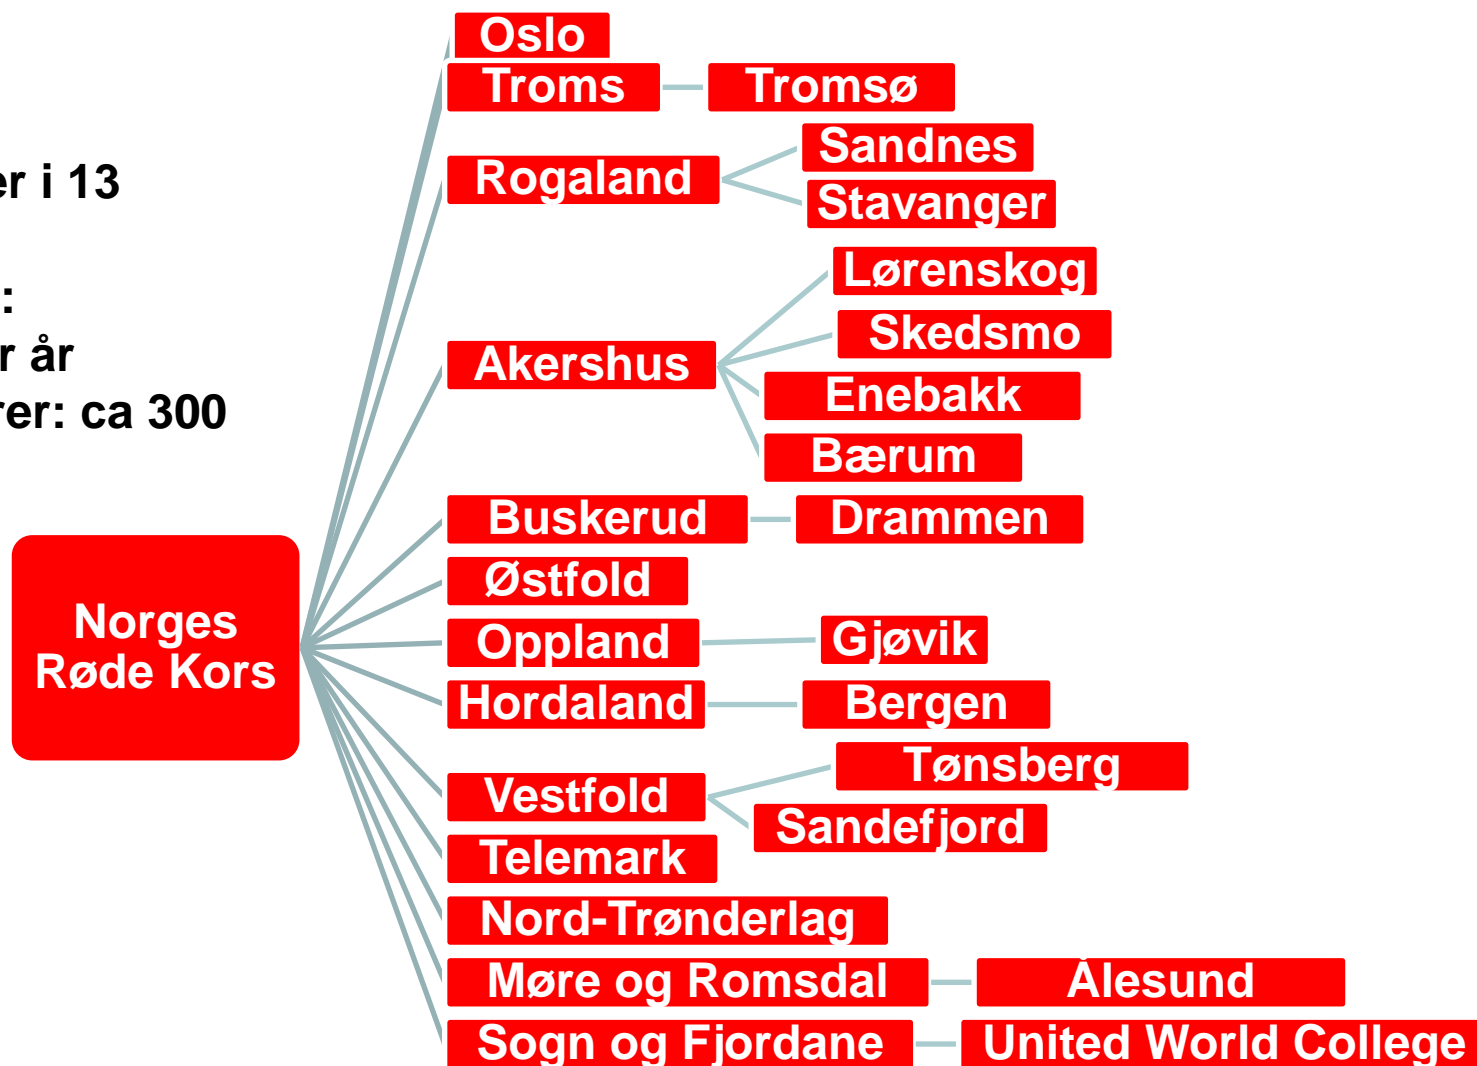 er i 13
:
r år
rer: ca 300
Norges
Røde Kors
Oslo
Troms
Tromsø
Rogaland
Sandnes
Stavanger
Akershus
Lørenskog
Skedsmo
Enebakk
Bærum
Buskerud
Drammen
Østfold
Oppland
Gjøvik
Hordaland
Bergen
Vestfold
Tønsberg
Sandefjord
Telemark
Nord-Trønderlag
Møre og Romsdal
Ålesund
Sogn og Fjordane
United World College